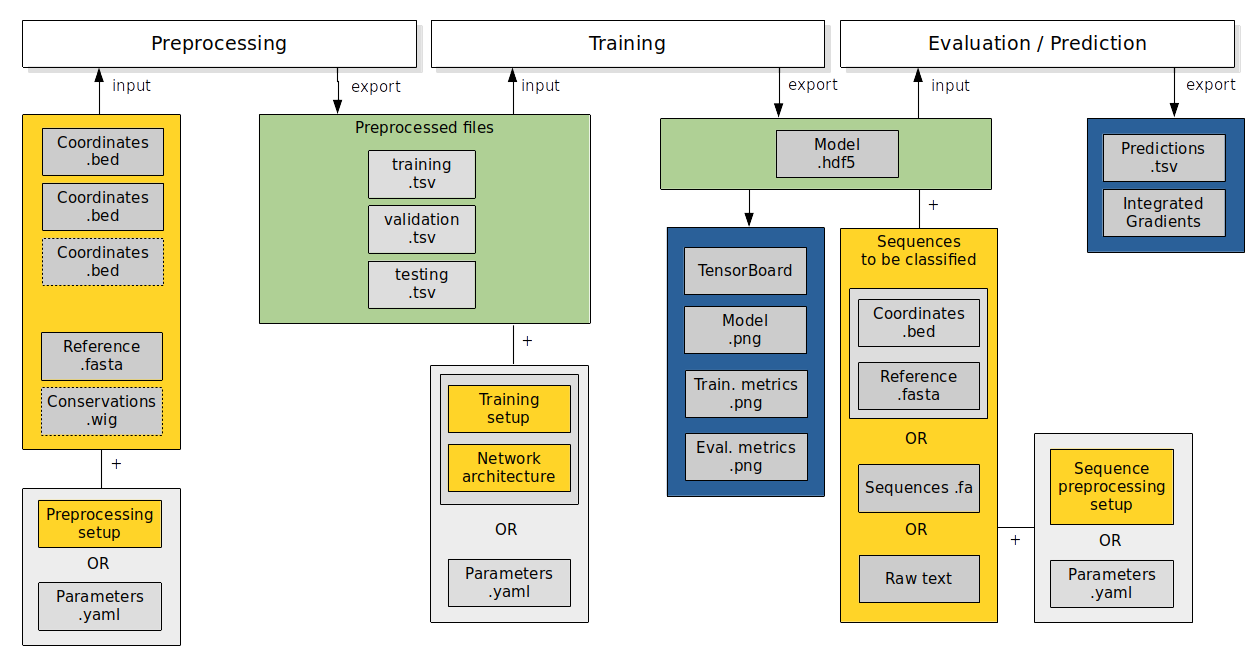 Preprocessing
input
export
Coordinates
.bed
Coordinates
.bed
Coordinates
.bed
Reference
.fasta
Conservations
.wig
+
Preprocessing
setup
OR
Parameters
.yaml
Preprocessed files
training
.tsv
validation
.tsv
testing
.tsv
Training
input
export
+
Training
setup
Network
architecture
OR
Parameters
.yaml
Model
.hdf5
TensorBoard
Model
.png
Train. metrics
.png
Eval. metrics
.png
Evaluation / Prediction
input
export
+
Sequences
to be classified
Coordinates
.bed
Reference
.fasta
OR
Sequences .fa
OR
Raw text
+
Sequence
preprocessing
setup
OR
Parameters
.yaml
Predictions
.tsv
Integrated
Gradients